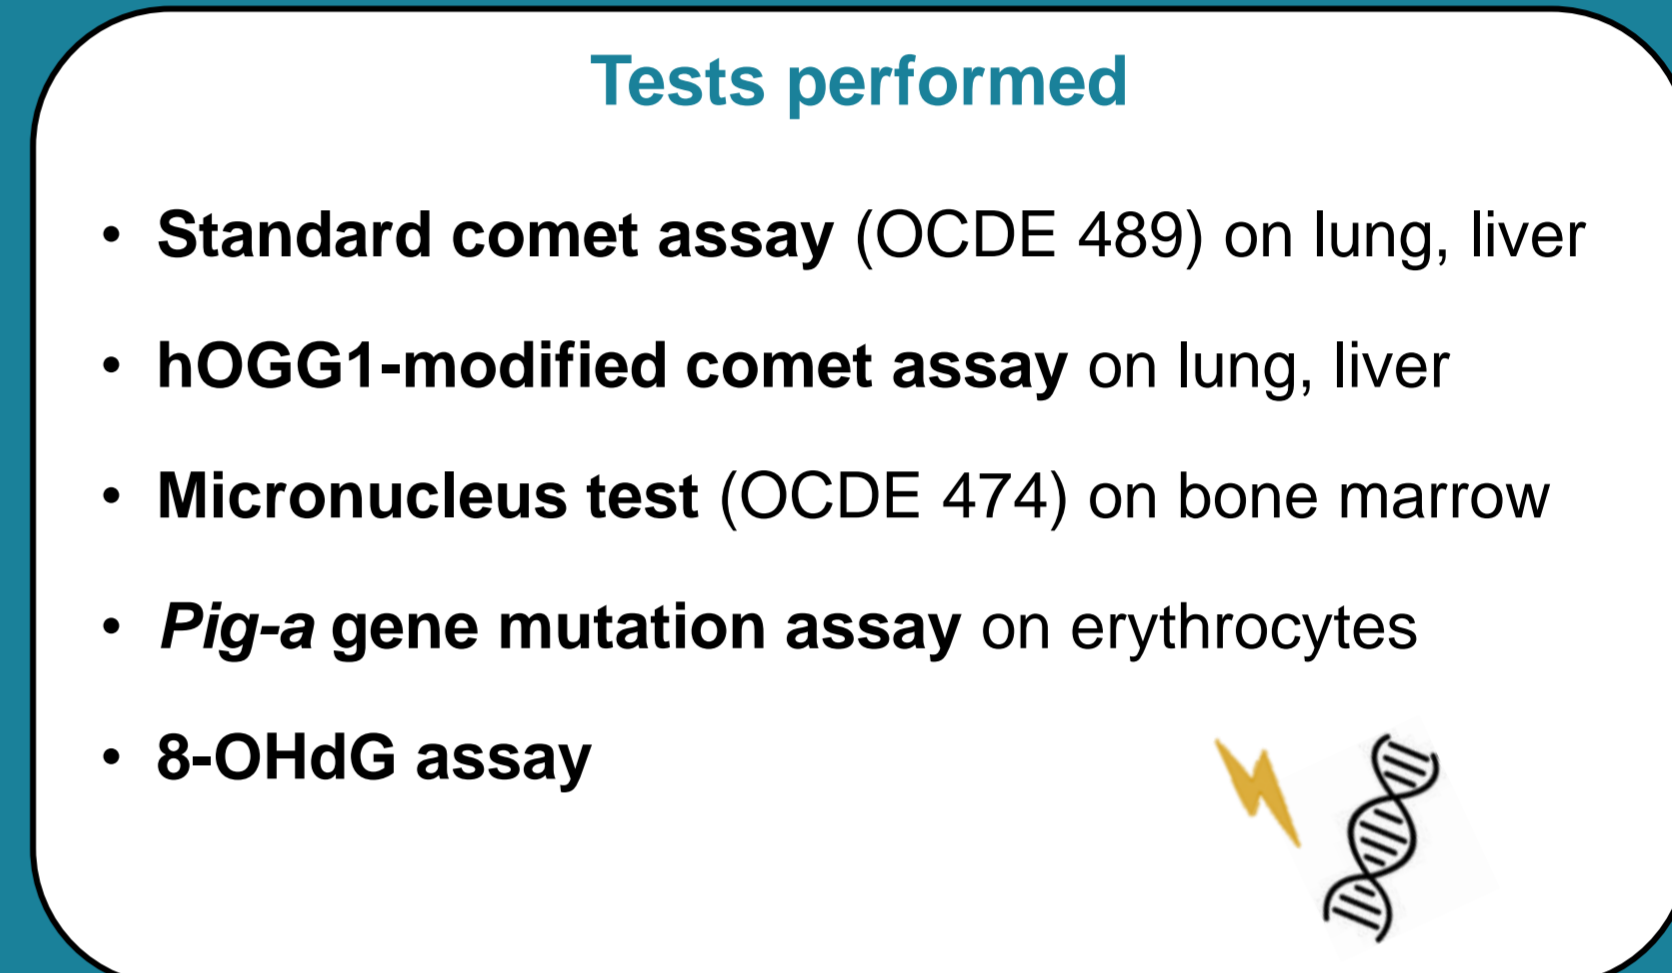 Tests performed
• Standard comet assay (OCDE 489) on lung, liver
• hOGG1-modified comet assay on lung, liver
• Micronucleus test (OCDE 474) on bone marrow
• Pig-a gene mutation assay on erythrocytes
• 8-OHdG assay